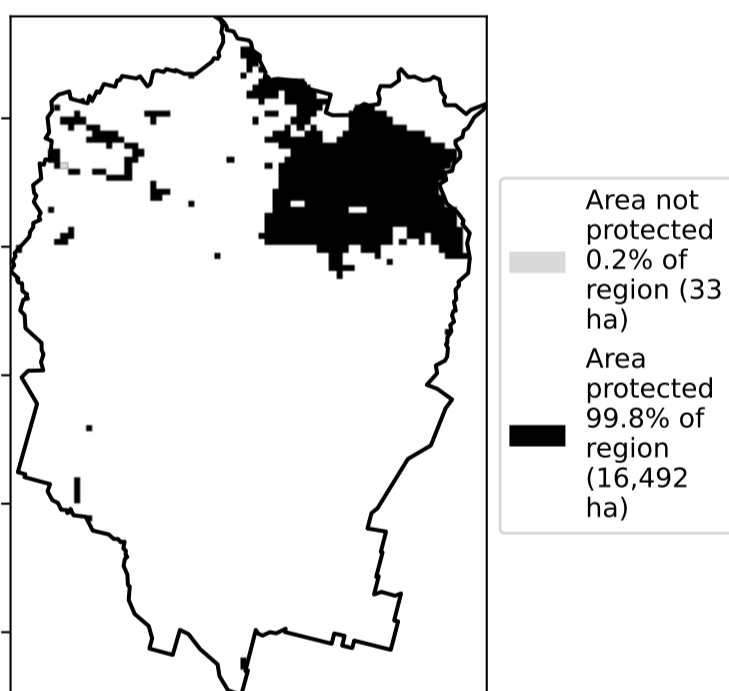 Area not
protected
0.2% of
region (33
ha)
Area
protected
99.8% of
region
(16,492
ha)